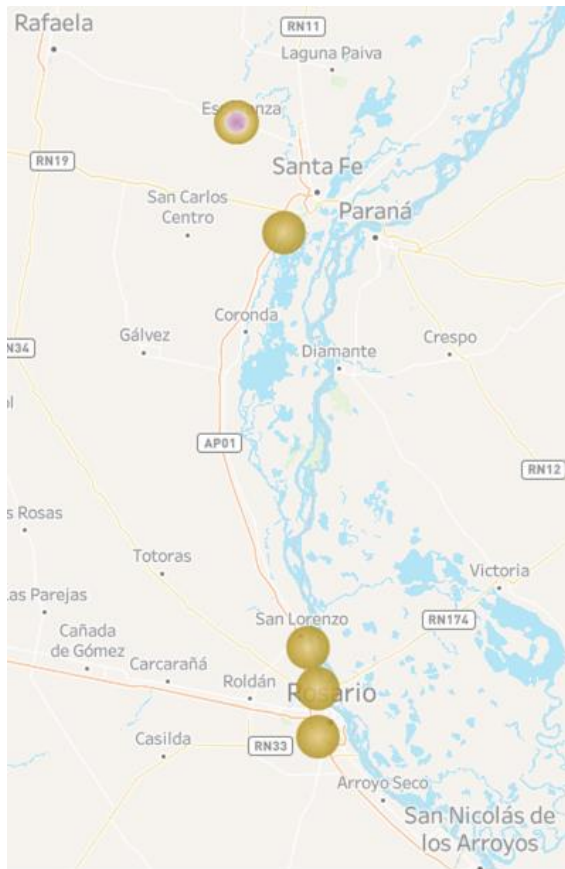 Rafaela
RN11
Laguna Paiva
RN19
Santa Fe
San Carlos
Centro
Paraná
Coronda
Gálvez
N34
Diamante
Crespo
AP01
RN12
Rosas
Totoras
Victoria
as Parejas
San Lorenzo
RN174
Cañada
de Gómez
Carcarañá
Roldán
Rosario
Casilda
RN33
Arroyo Seco
San Nicolás de
los Arroyos